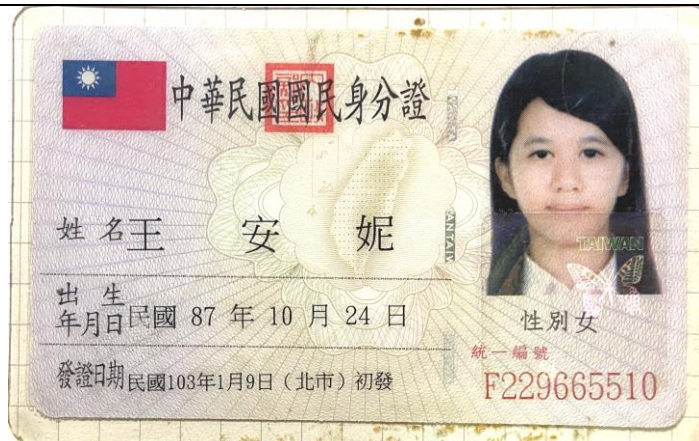 中華民國國民身分證
姓名 王安妮
TAIWAN
出生年月日 民國 87 年 10 月 24 日
性別 女
統一編號
發證日期 民國103年1月9日（北市）初發
F229665510